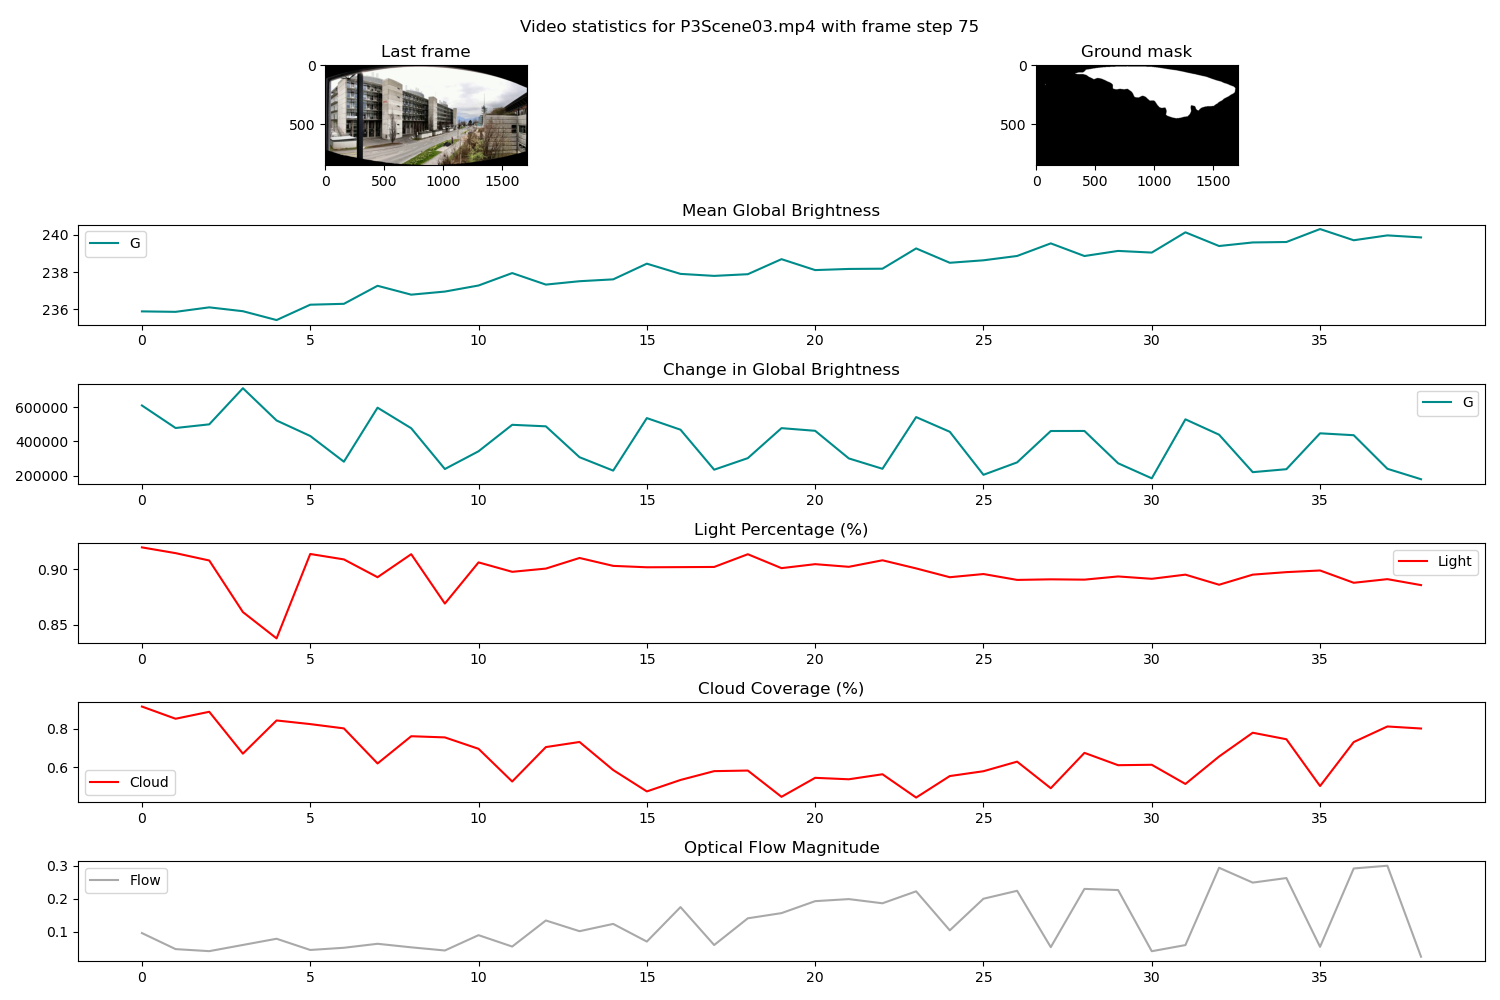 Video statistics for P3Scene03.mp4 with frame step 75
Last frame
0
500
0 500 1000 1500
Ground mask
0
500
0 500 1000 1500
Mean Global Brightness
G
240
238
236
0 5 10 15 20 25 30 35
Change in Global Brightness
G
600000
400000
200000
0 5 10 15 20 25 30 35
Light Percentage (%)
Light
0.90
0.85
0 5 10 15 20 25 30 35
Cloud Coverage (%)
0.8
0.6
Cloud
0 5 10 15 20 25 30 35
Optical Flow Magnitude
0.3
Flow
0.2
0.1
0 5 10 15 20 25 30 35